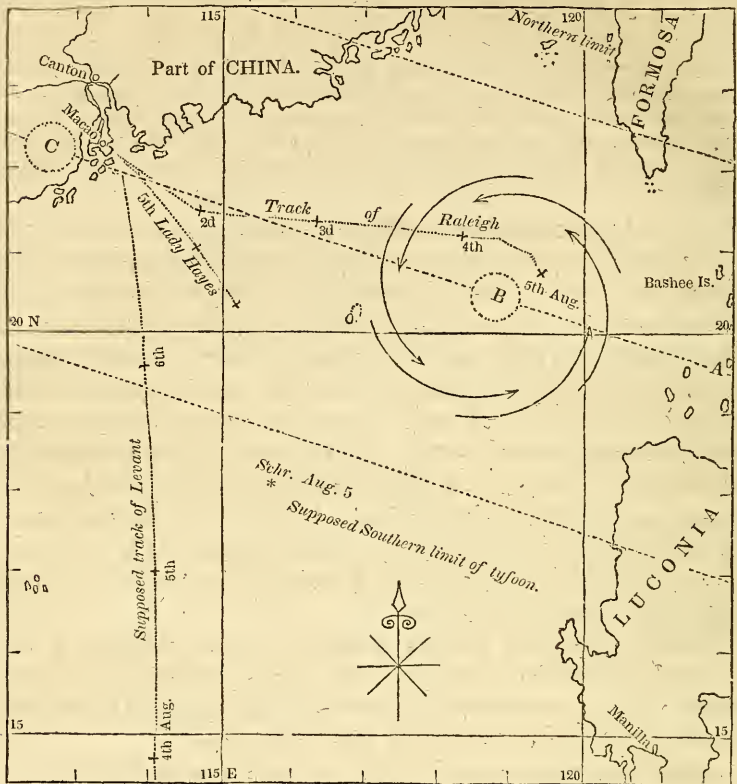 115
120
Northern limit
FORMOSA
Canton
Part of CHINA.
Macao
C
Track of Raleigh
2d
3d
4th
5th Aug.
5th Lady Hayes
B
Bashee Is.
20 N
20
A
6th
Supposed track of Levant
Schr. Aug. 5
*
Supposed Southern limit of tyfoon.
5th
LUCONIA
4th Aug.
Manilla
15
15
115 E
120